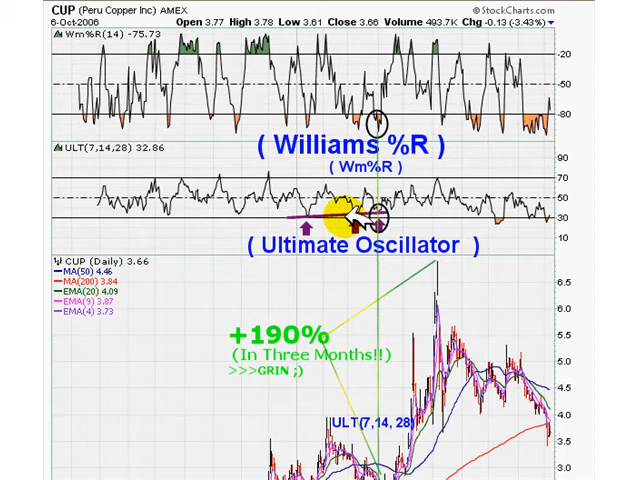 CUP (Peru Copper Inc) AMEX
© StockCharts.com
6-Oct-2006
Open 3.77 High 3.78 Low 3.61 Close 3.66 Volume 493.7K Chg -0.13 (-3.43%)
Wm%R(14) -75.73
-20
-50
-80
( Williams %R )
( Wm%R )
ULT(7,14,28) 32.86
90
70
50
30
10
( Ultimate Oscillator )
CUP (Daily) 3.66
MA(50) 4.46
MA(200) 3.84
EMA(20) 4.09
EMA(9) 3.87
EMA(4) 3.73
6.5
6.0
5.5
5.0
4.5
4.0
3.5
3.0
+190%
(In Three Months!!)
>>>GRIN ;)
ULT(7,14, 28)